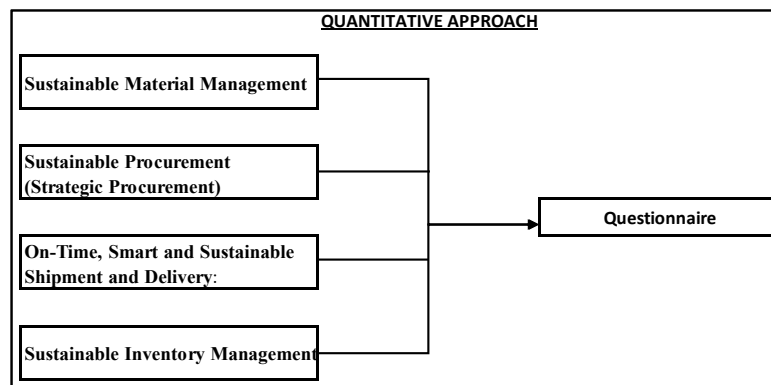 QUANTITATIVE APPROACH
Sustainable Material Management
Sustainable Procurement
(Strategic Procurement)
On-Time, Smart and Sustainable
Shipment and Delivery:
Sustainable Inventory Management
Questionnaire